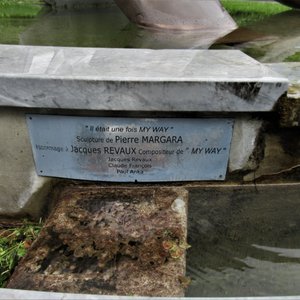 " Il était une fois MY WAY "
Sculpture de Pierre MARGARA
Hommage à Jacques REVAUX Compositeur de " MY WAY "
Jacques Revaux
Claude François
Paul Anka